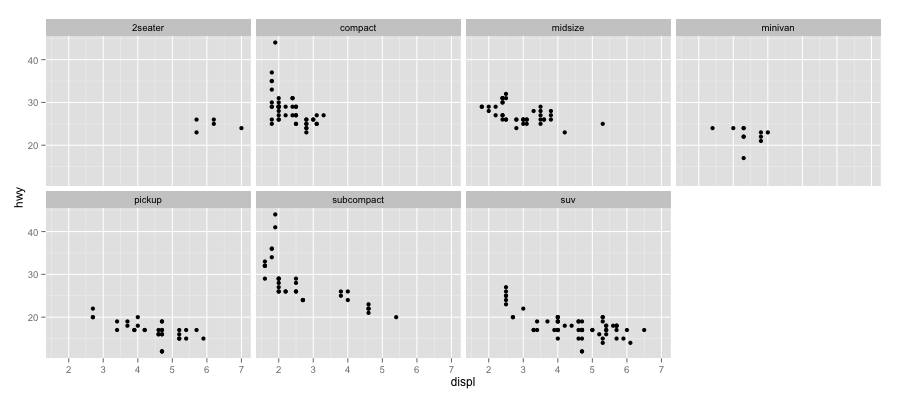 2seater compact midsize minivan
40
30
20
hwy
pickup subcompact suv
40
30
20
2 3 4 5 6 7 2 3 4 5 6 7 2 3 4 5 6 7
displ